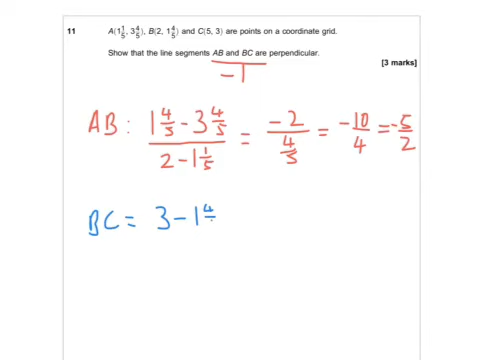 11 A(1 1/5, 3 4/5), B(2, 1 4/5) and C(5, 3) are points on a coordinate grid.
Show that the line segments AB and BC are perpendicular.
[3 marks]
-1
AB: (1 4/5 - 3 4/5)/(2 - 1 1/5) = -2/(4/5) = -10/4 = -5/2
BC = 3 - 1 4/